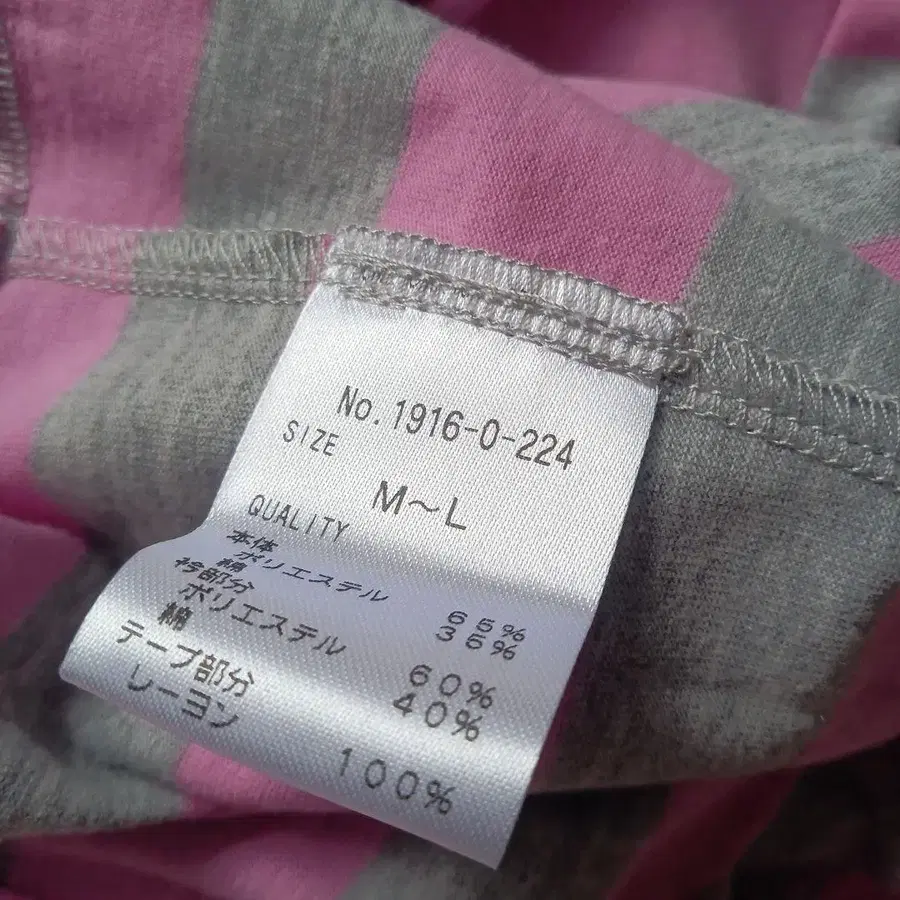 No.1916-0-224
SIZE
M～L
QUALITY
本体
ポリエステル 65%
綿 35%
衿部分
ポリエステル 60%
綿 40%
テープ部分
レーヨン 100%